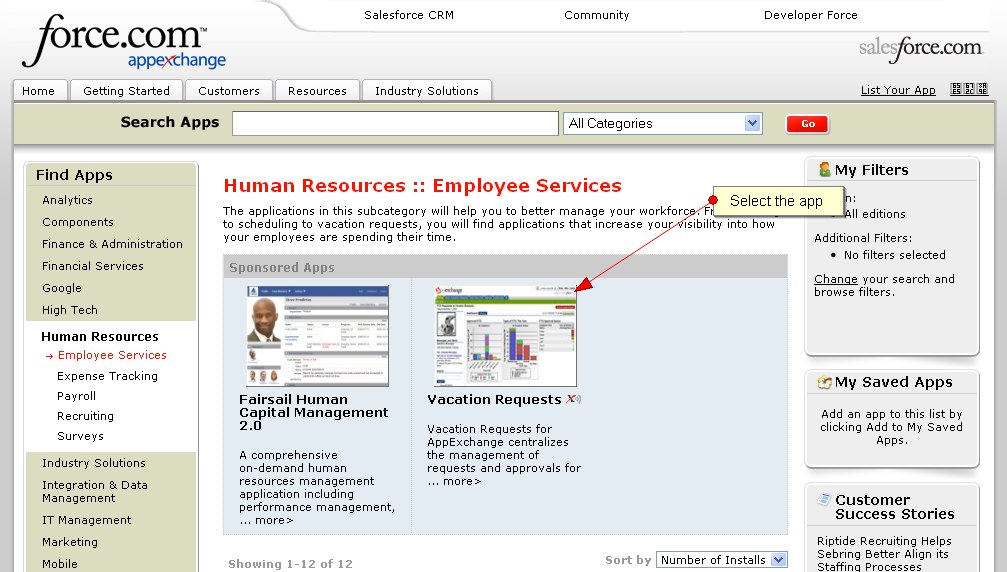 Salesforce CRM
Community
Developer Force
force.com™
appexchange
salesforce.com
Home
Getting Started
Customers
Resources
Industry Solutions
List Your App
Search Apps
All Categories
Go
Find Apps
Analytics
Components
Finance & Administration
Financial Services
Google
High Tech
Human Resources
→ Employee Services
Expense Tracking
Payroll
Recruiting
Surveys
Industry Solutions
Integration & Data
Management
IT Management
Marketing
Mobile
Human Resources :: Employee Services
The applications in this subcategory will help you to better manage your workforce.
to scheduling to vacation requests, you will find applications that increase your visibility into how
your employees are spending their time.
Select the app
Sponsored Apps
Fairsail Human
Capital Management
2.0
A comprehensive
on-demand human
resources management
application including
performance management,
... more>
Vacation Requests
Vacation Requests for
AppExchange centralizes
the management of
requests and approvals for
... more>
Showing 1-12 of 12
Sort by
Number of Installs
My Filters
All editions
Additional Filters:
• No filters selected
Change your search and
browse filters.
My Saved Apps
Add an app to this list by
clicking Add to My Saved
Apps.
Customer
Success Stories
Riptide Recruiting Helps
Sebring Better Align its
Staffing Processes